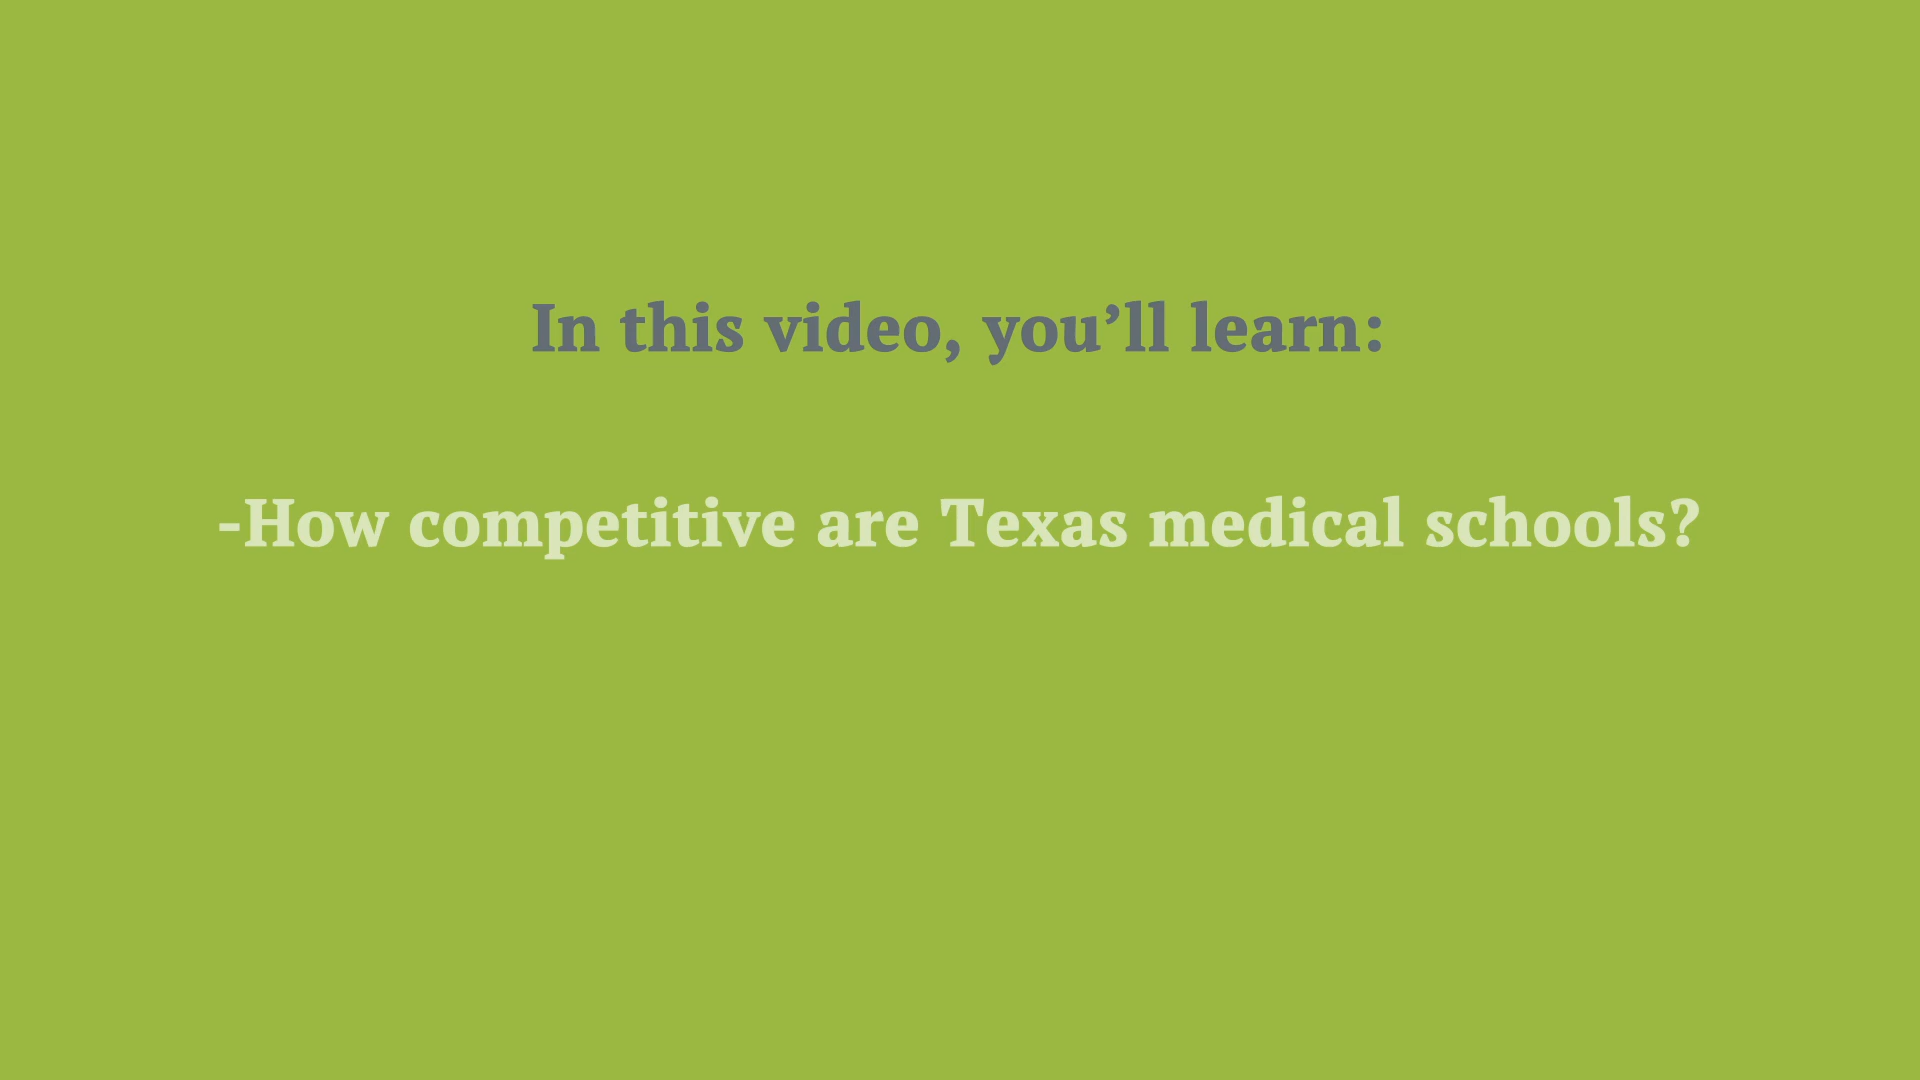 In this video, you’ll learn:
-How competitive are Texas medical schools?